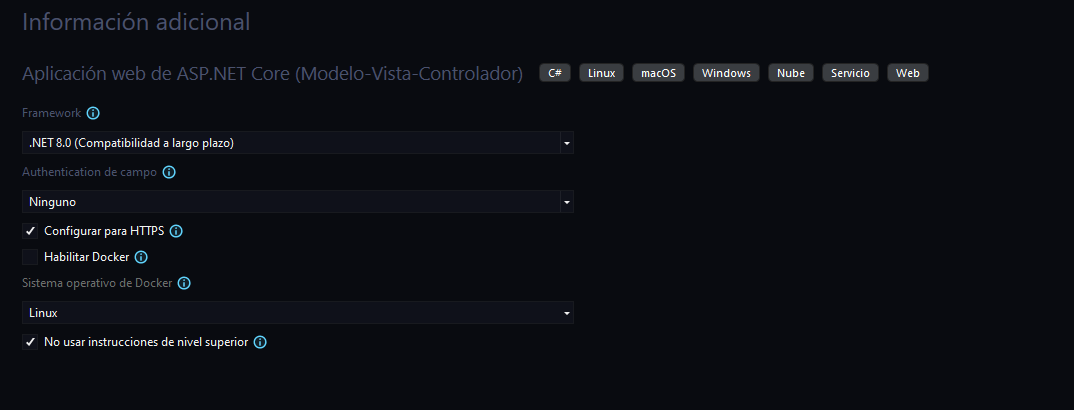 Información adicional
Aplicación web de ASP.NET Core (Modelo-Vista-Controlador) C# Linux macOS Windows Nube Servicio Web
Framework
.NET 8.0 (Compatibilidad a largo plazo)
Authentication de campo
Ninguno
Configurar para HTTPS
Habilitar Docker
Sistema operativo de Docker
Linux
No usar instrucciones de nivel superior